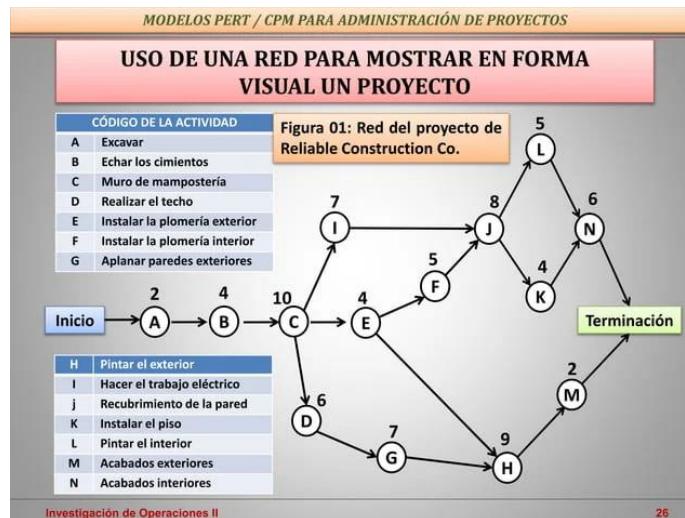 MODELOS PERT / CPM PARA ADMINISTRACIÓN DE PROYECTOS
USO DE UNA RED PARA MOSTRAR EN FORMA
VISUAL UN PROYECTO
CÓDIGO DE LA ACTIVIDAD
A Excavar
B Echar los cimientos
C Muro de mampostería
D Realizar el techo
E Instalar la plomería exterior
F Instalar la plomería interior
G Aplanar paredes exteriores
Figura 01: Red del proyecto de
Reliable Construction Co.
5
L
7
I
8
J
6
N
5
F
4
K
Inicio
2
A
4
B
10
C
4
E
Terminación
H Pintar el exterior
I Hacer el trabajo eléctrico
j Recubrimiento de la pared
K Instalar el piso
L Pintar el interior
M Acabados exteriores
N Acabados interiores
2
M
6
D
7
G
9
H
Investigación de Operaciones II
26